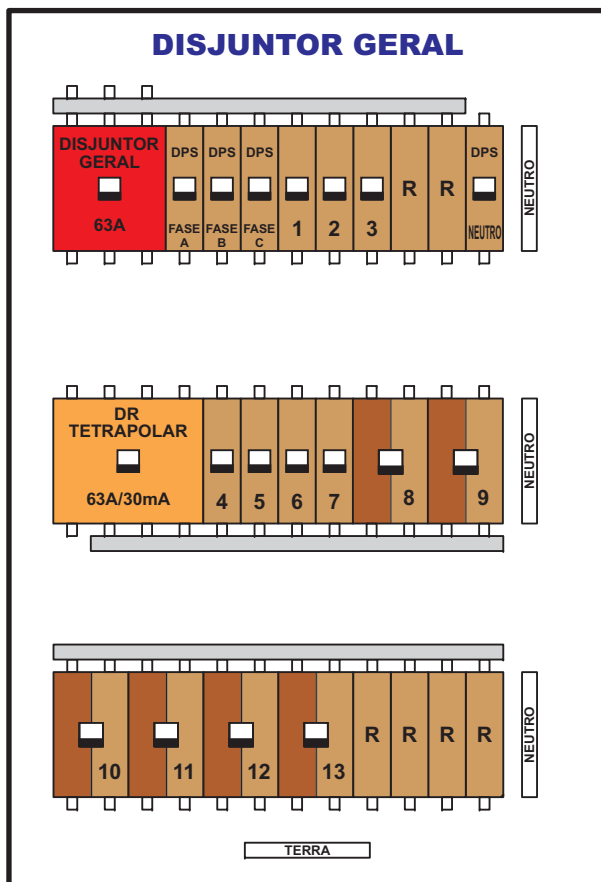 DISJUNTOR GERAL
DISJUNTOR
GERAL
63A
DPS
FASE
A
DPS
FASE
B
DPS
FASE
C
1
2
3
R
R
DPS
NEUTRO
NEUTRO
DR
TETRAPOLAR
63A/30mA
4
5
6
7
8
9
NEUTRO
10
11
12
13
R
R
R
R
NEUTRO
TERRA